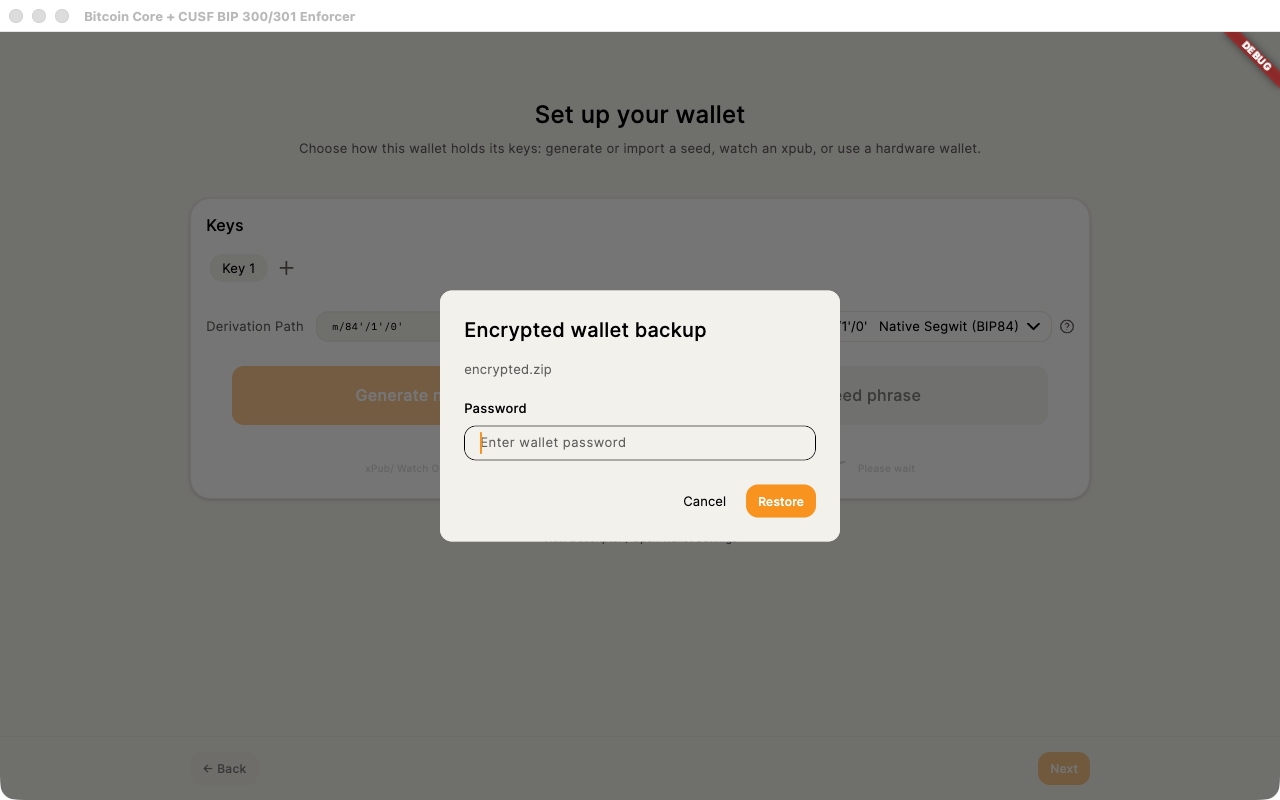 Bitcoin Core + CUSF BIP 300/301 Enforcer
DEBUG
Set up your wallet
Choose how this wallet holds its keys: generate or import a seed, watch an xpub, or use a hardware wallet.
Keys
Key 1
Derivation Path m/84'/1'/0' /1'/0' Native Segwit (BIP84)
Generate
eed phrase
xPub/ Watch O
Please wait
Encrypted wallet backup
encrypted.zip
Password
Enter wallet password
Cancel Restore
← Back
Next